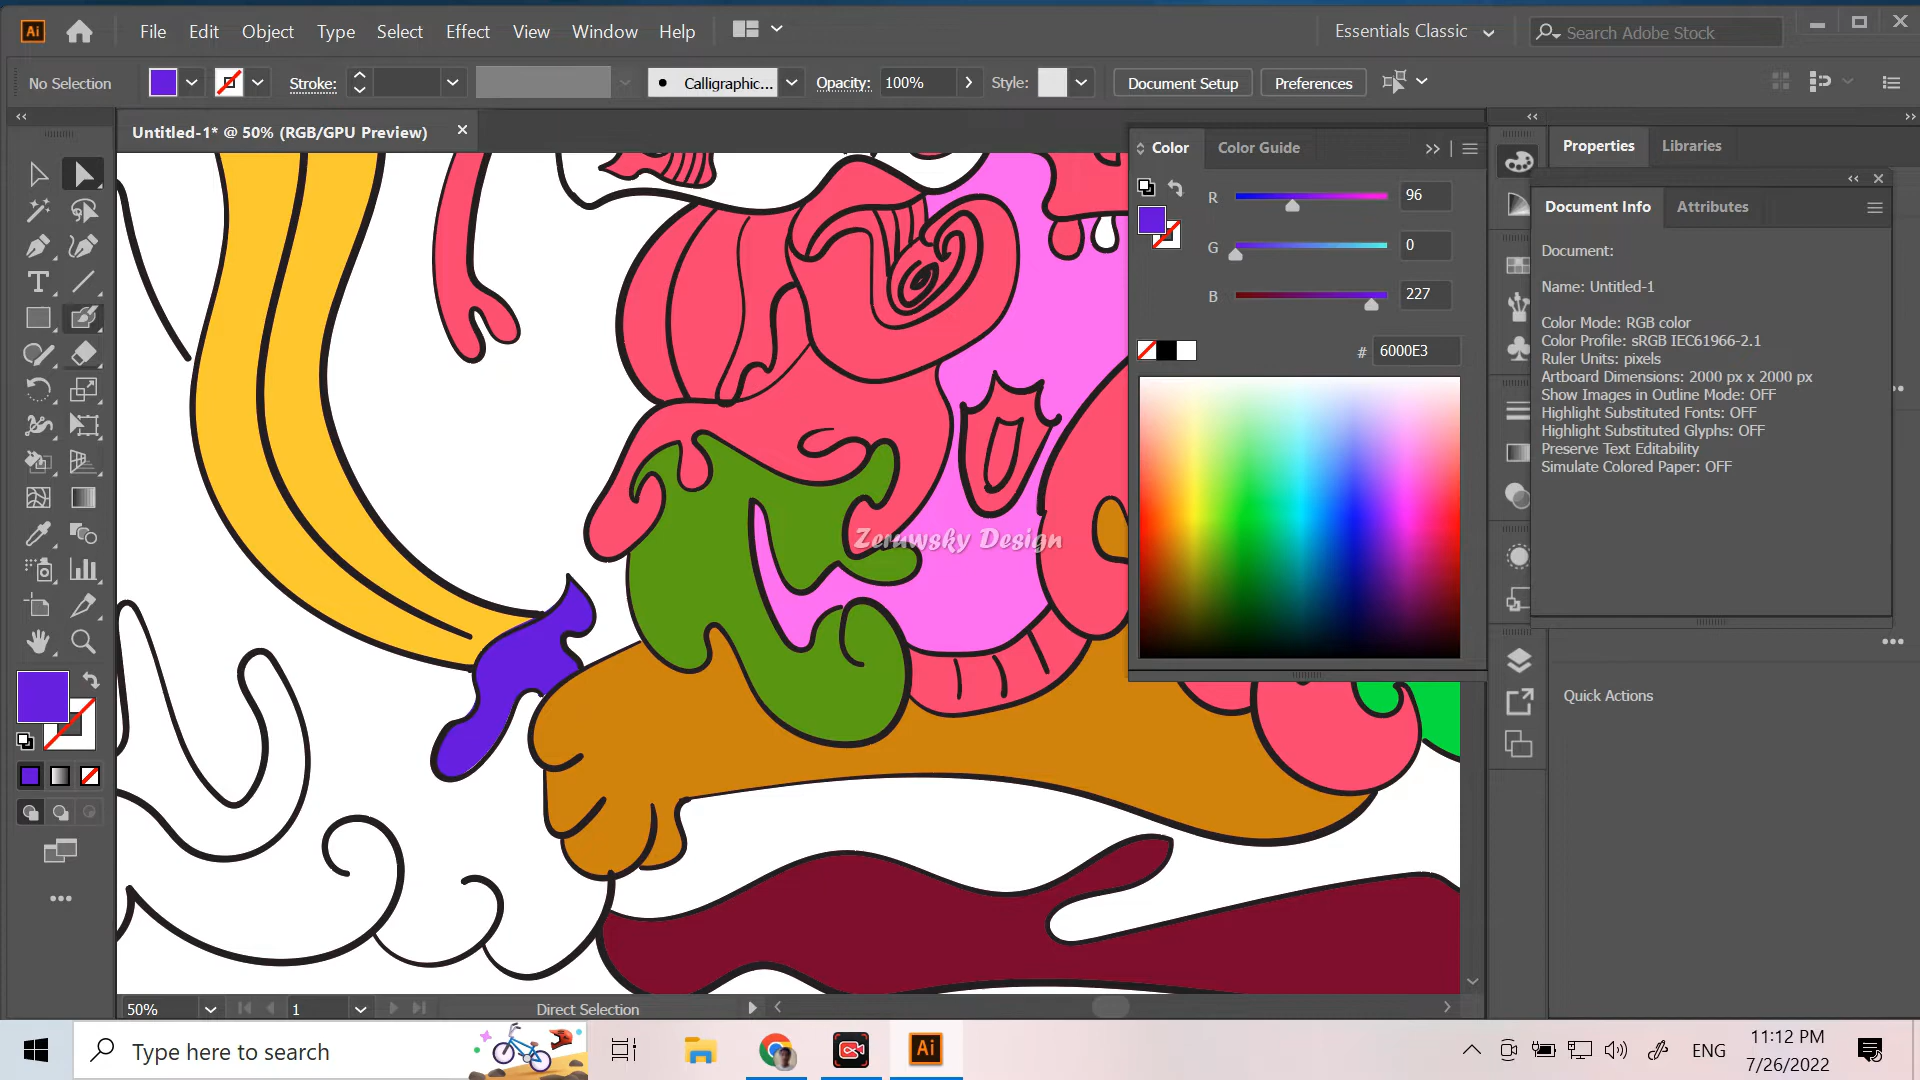 Ai File Edit Object Type Select Effect View Window Help Essentials Classic Search Adobe Stock
No Selection Stroke: Calligraphic... Opacity: 100% Style: Document Setup Preferences
Untitled-1* @ 50% (RGB/GPU Preview)
Color Color Guide
R 96
G 0
B 227
# 6000E3
Properties Libraries
Document Info Attributes
Document:
Name: Untitled-1
Color Mode: RGB color
Color Profile: sRGB IEC61966-2.1
Ruler Units: pixels
Artboard Dimensions: 2000 px x 2000 px
Show Images in Outline Mode: OFF
Highlight Substituted Fonts: OFF
Highlight Substituted Glyphs: OFF
Preserve Text Editability
Simulate Colored Paper: OFF
Quick Actions
Zeruwsky Design
50% 1 Direct Selection
Type here to search Ai ENG 11:12 PM
7/26/2022